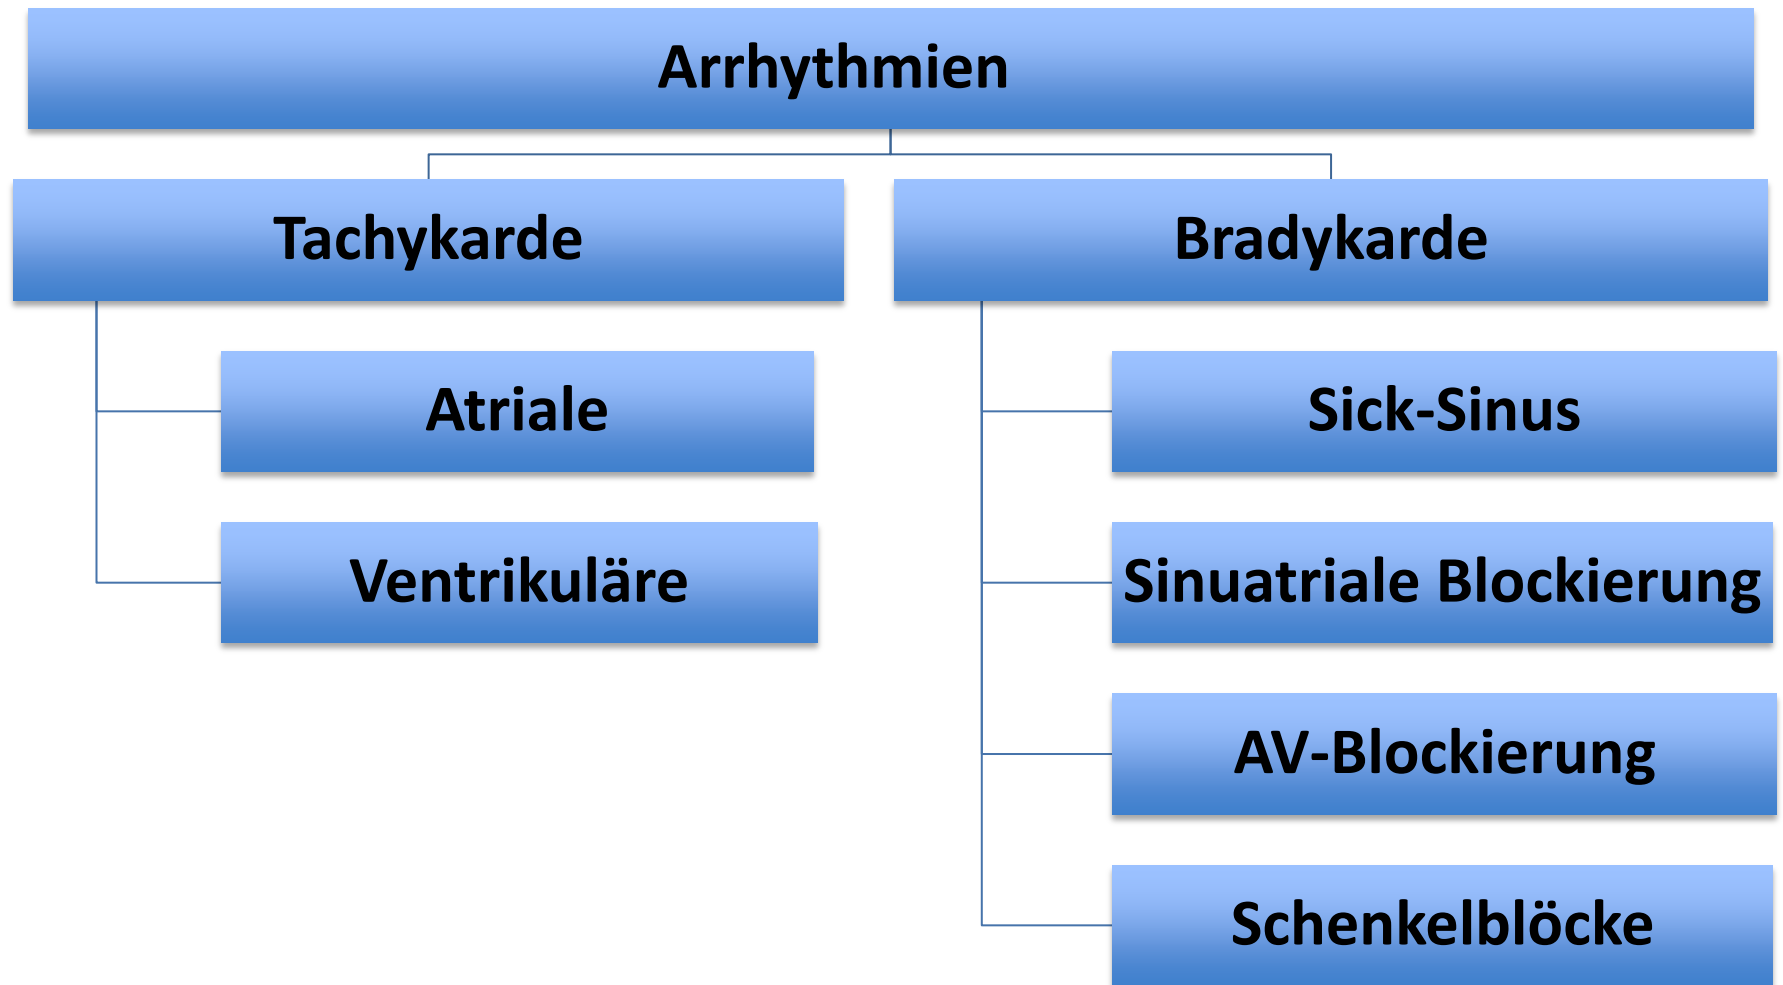 Arrhythmien
Tachykarde
Atriale
Ventrikuläre
Bradykarde
Sick-Sinus
Sinuatriale Blockierung
AV-Blockierung
Schenkelblöcke